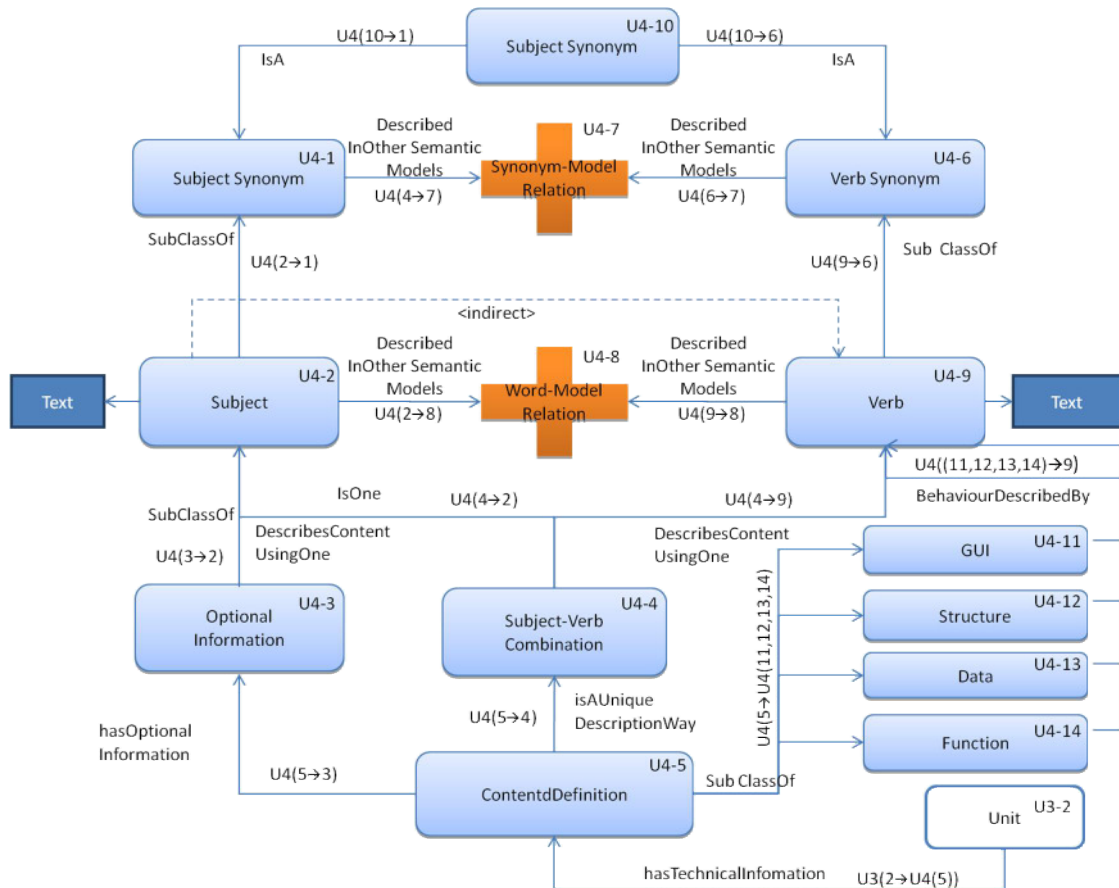 U4(10→1)
U4-10
Subject Synonym
U4(10→6)
IsA
IsA
U4-1
Subject Synonym
Described
InOther Semantic
Models
U4(4→7)
U4-7
Synonym-Model
Relation
Described
InOther Semantic
Models
U4(6→7)
U4-6
Verb Synonym
SubClassOf
U4(2→1)
Sub ClassOf
U4(9→6)
<indirect>
Text
U4-2
Subject
Described
InOther Semantic
Models
U4(2→8)
U4-8
Word-Model
Relation
Described
InOther Semantic
Models
U4(9→8)
U4-9
Verb
Text
U4((11,12,13,14)→9)
BehaviourDescribedBy
IsOne
U4(4→2)
U4(4→9)
SubClassOf
U4(3→2)
DescribesContent
UsingOne
DescribesContent
UsingOne
U4-3
Optional
Information
U4-4
Subject-Verb
Combination
U4(5→U4(11,12,13,14)
U4-11
GUI
U4-12
Structure
U4-13
Data
U4-14
Function
hasOptional
Information
U4(5→3)
U4(5→4)
isAUnique
DescriptionWay
U4-5
ContentdDefinition
Sub ClassOf
U3-2
Unit
hasTechnicalInfomation
U3(2→U4(5))